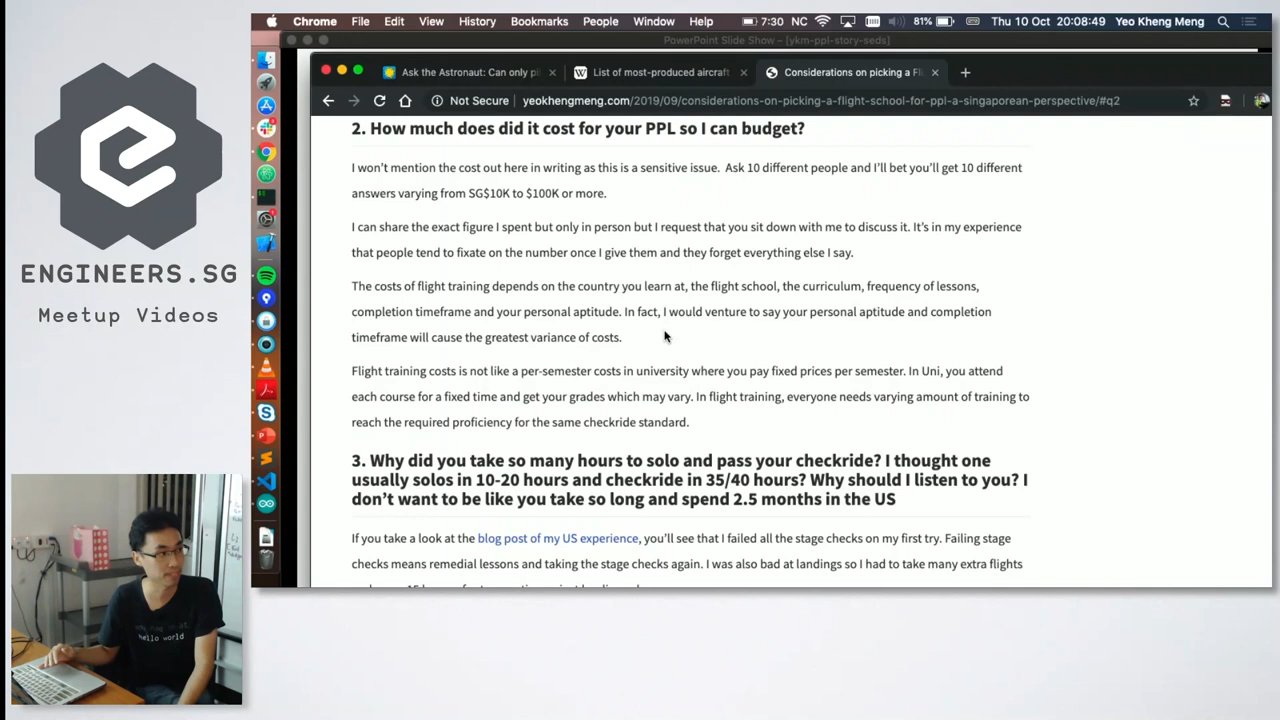 Chrome File Edit View History Bookmarks People Window Help 7:30 NC 81% Thu 10 Oct 20:08:49 Yeo Kheng Meng
PowerPoint Slide Show – [ykm-ppl-story-seds]
Ask the Astronaut: Can only pi × List of most-produced aircraft × Considerations on picking a Fli × +
Not Secure yeokhengmeng.com/2019/09/considerations-on-picking-a-flight-school-for-ppl-a-singaporean-perspective/#q2
2. How much does did it cost for your PPL so I can budget?
I won’t mention the cost out here in writing as this is a sensitive issue. Ask 10 different people and I’ll bet you’ll get 10 different
answers varying from SG$10K to $100K or more.
I can share the exact figure I spent but only in person but I request that you sit down with me to discuss it. It’s in my experience
that people tend to fixate on the number once I give them and they forget everything else I say.
The costs of flight training depends on the country you learn at, the flight school, the curriculum, frequency of lessons,
completion timeframe and your personal aptitude. In fact, I would venture to say your personal aptitude and completion
timeframe will cause the greatest variance of costs.
Flight training costs is not like a per-semester costs in university where you pay fixed prices per semester. In Uni, you attend
each course for a fixed time and get your grades which may vary. In flight training, everyone needs varying amount of training to
reach the required proficiency for the same checkride standard.
3. Why did you take so many hours to solo and pass your checkride? I thought one
usually solos in 10-20 hours and checkride in 35/40 hours? Why should I listen to you? I
don’t want to be like you take so long and spend 2.5 months in the US
If you take a look at the blog post of my US experience, you’ll see that I failed all the stage checks on my first try. Failing stage
checks means remedial lessons and taking the stage checks again. I was also bad at landings so I had to take many extra flights
ENGINEERS.SG
Meetup Videos
hello world